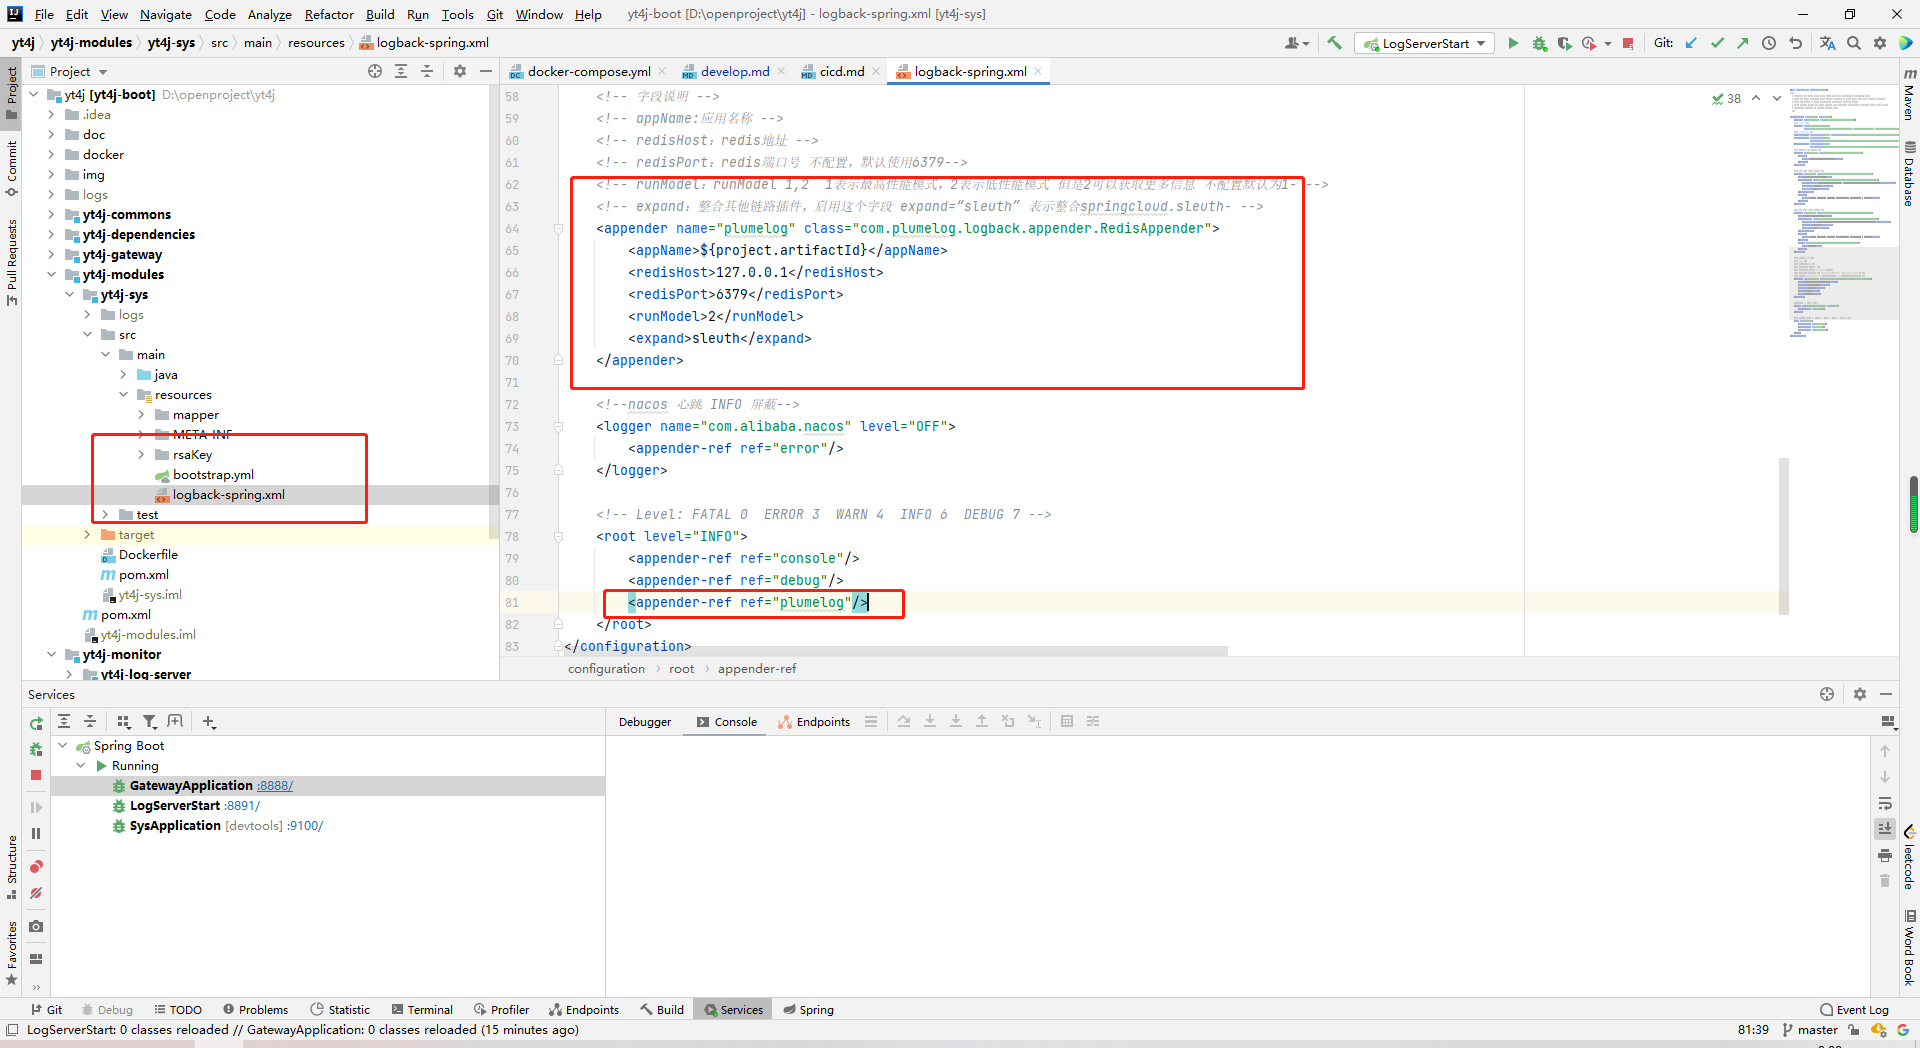 File Edit View Navigate Code Analyze Refactor Build Run Tools Git Window Help yt4j-boot [D:\openproject\yt4j] - logback-spring.xml [yt4j-sys]
yt4j yt4j-modules yt4j-sys src main resources logback-spring.xml LogServerStart Git:
Project docker-compose.yml develop.md cicd.md logback-spring.xml
yt4j [yt4j-boot] D:\openproject\yt4j
.idea
doc
docker
img
logs
yt4j-commons
yt4j-dependencies
yt4j-gateway
yt4j-modules
yt4j-sys
logs
src
main
java
resources
mapper
META-INF
rsaKey
bootstrap.yml
logback-spring.xml
test
target
Dockerfile
pom.xml
yt4j-sys.iml
pom.xml
yt4j-modules.iml
yt4j-monitor
yt4j-log-server
38
58 <!-- 字段说明 -->
59 <!-- appName:应用名称 -->
60 <!-- redisHost：redis地址 -->
61 <!-- redisPort：redis端口号 不配置，默认使用6379-->
62 <!-- runModel：runModel 1,2  1表示最高性能模式，2表示低性能模式 但是2可以获取更多信息 不配置默认为1- -->
63 <!-- expand：整合其他链路插件，启用这个字段 expand=“sleuth” 表示整合springcloud.sleuth- -->
64 <appender name="plumelog" class="com.plumelog.logback.appender.RedisAppender">
65 <appName>${project.artifactId}</appName>
66 <redisHost>127.0.0.1</redisHost>
67 <redisPort>6379</redisPort>
68 <runModel>2</runModel>
69 <expand>sleuth</expand>
70 </appender>
71
72 <!--nacos 心跳 INFO 屏蔽-->
73 <logger name="com.alibaba.nacos" level="OFF">
74 <appender-ref ref="error"/>
75 </logger>
76
77 <!-- Level: FATAL 0  ERROR 3  WARN 4  INFO 6  DEBUG 7 -->
78 <root level="INFO">
79 <appender-ref ref="console"/>
80 <appender-ref ref="debug"/>
81 <appender-ref ref="plumelog"/>
82 </root>
83 </configuration>
configuration root appender-ref
Project
Commit
Pull Requests
Structure
Favorites
Maven
Database
leetcode
Word Book
Services
Debugger Console Endpoints
Spring Boot
Running
GatewayApplication :8888/
LogServerStart :8891/
SysApplication [devtools] :9100/
Git Debug TODO Problems Statistic Terminal Profiler Endpoints Build Services Spring Event Log
LogServerStart: 0 classes reloaded // GatewayApplication: 0 classes reloaded (15 minutes ago) 81:39 master